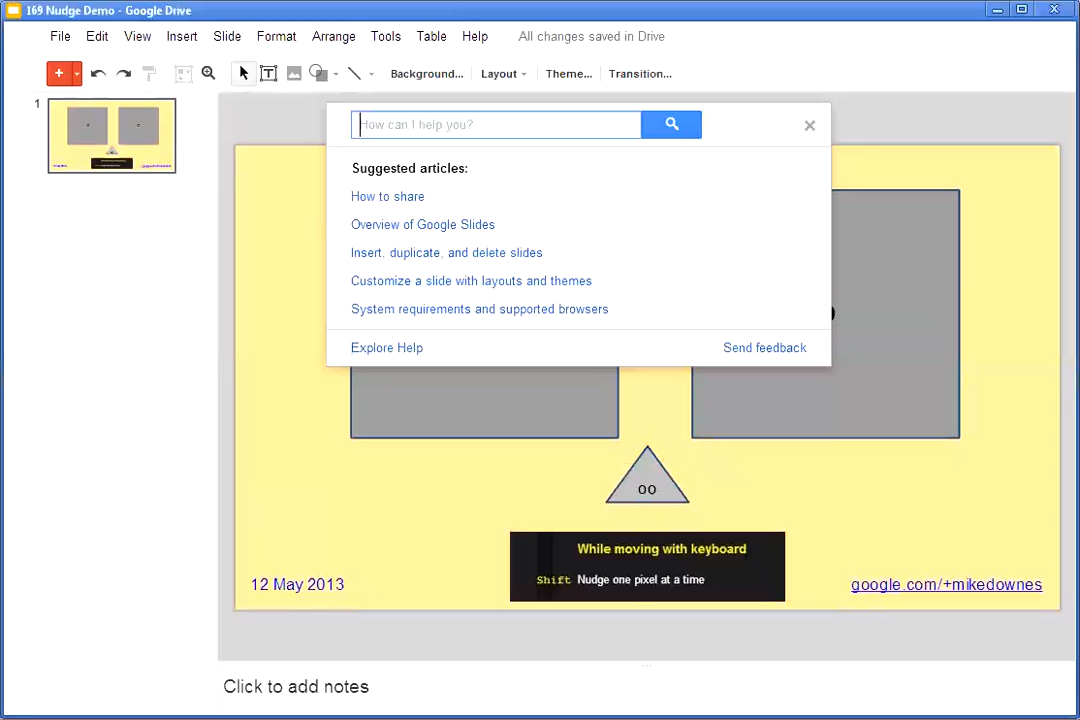 169 Nudge Demo - Google Drive
File Edit View Insert Slide Format Arrange Tools Table Help All changes saved in Drive
Background... Layout Theme... Transition...
1
How can I help you?
Suggested articles:
How to share
Overview of Google Slides
Insert, duplicate, and delete slides
Customize a slide with layouts and themes
System requirements and supported browsers
Explore Help Send feedback
oo
While moving with keyboard
Shift Nudge one pixel at a time
12 May 2013 google.com/+mikedownes
Click to add notes